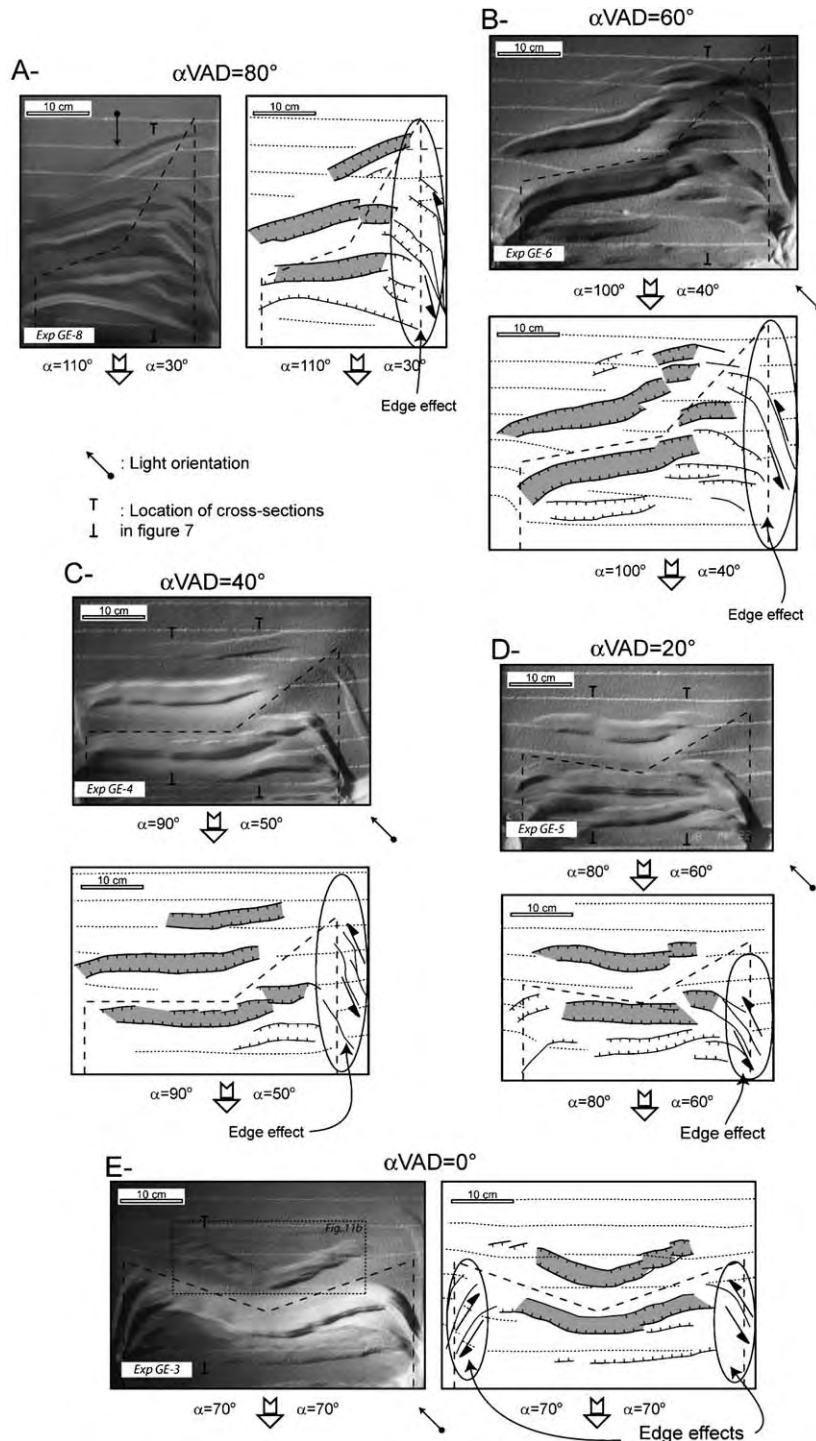 A-
αVAD=80°
10 cm
T
⊥
Exp GE-8
α=110°
α=30°
10 cm
α=110°
α=30°
Edge effect
: Light orientation
T
⊥
: Location of cross-sections
in figure 7
B-
αVAD=60°
10 cm
T
⊥
Exp GE-6
α=100°
α=40°
10 cm
α=100°
α=40°
Edge effect
C-
αVAD=40°
10 cm
T
T
⊥
⊥
Exp GE-4
α=90°
α=50°
10 cm
α=90°
α=50°
Edge effect
D-
αVAD=20°
10 cm
T
T
⊥
⊥
Exp GE-5
α=80°
α=60°
10 cm
α=80°
α=60°
Edge effect
E-
αVAD=0°
10 cm
T
Fig.11b
⊥
Exp GE-3
α=70°
α=70°
10 cm
α=70°
α=70°
Edge effects